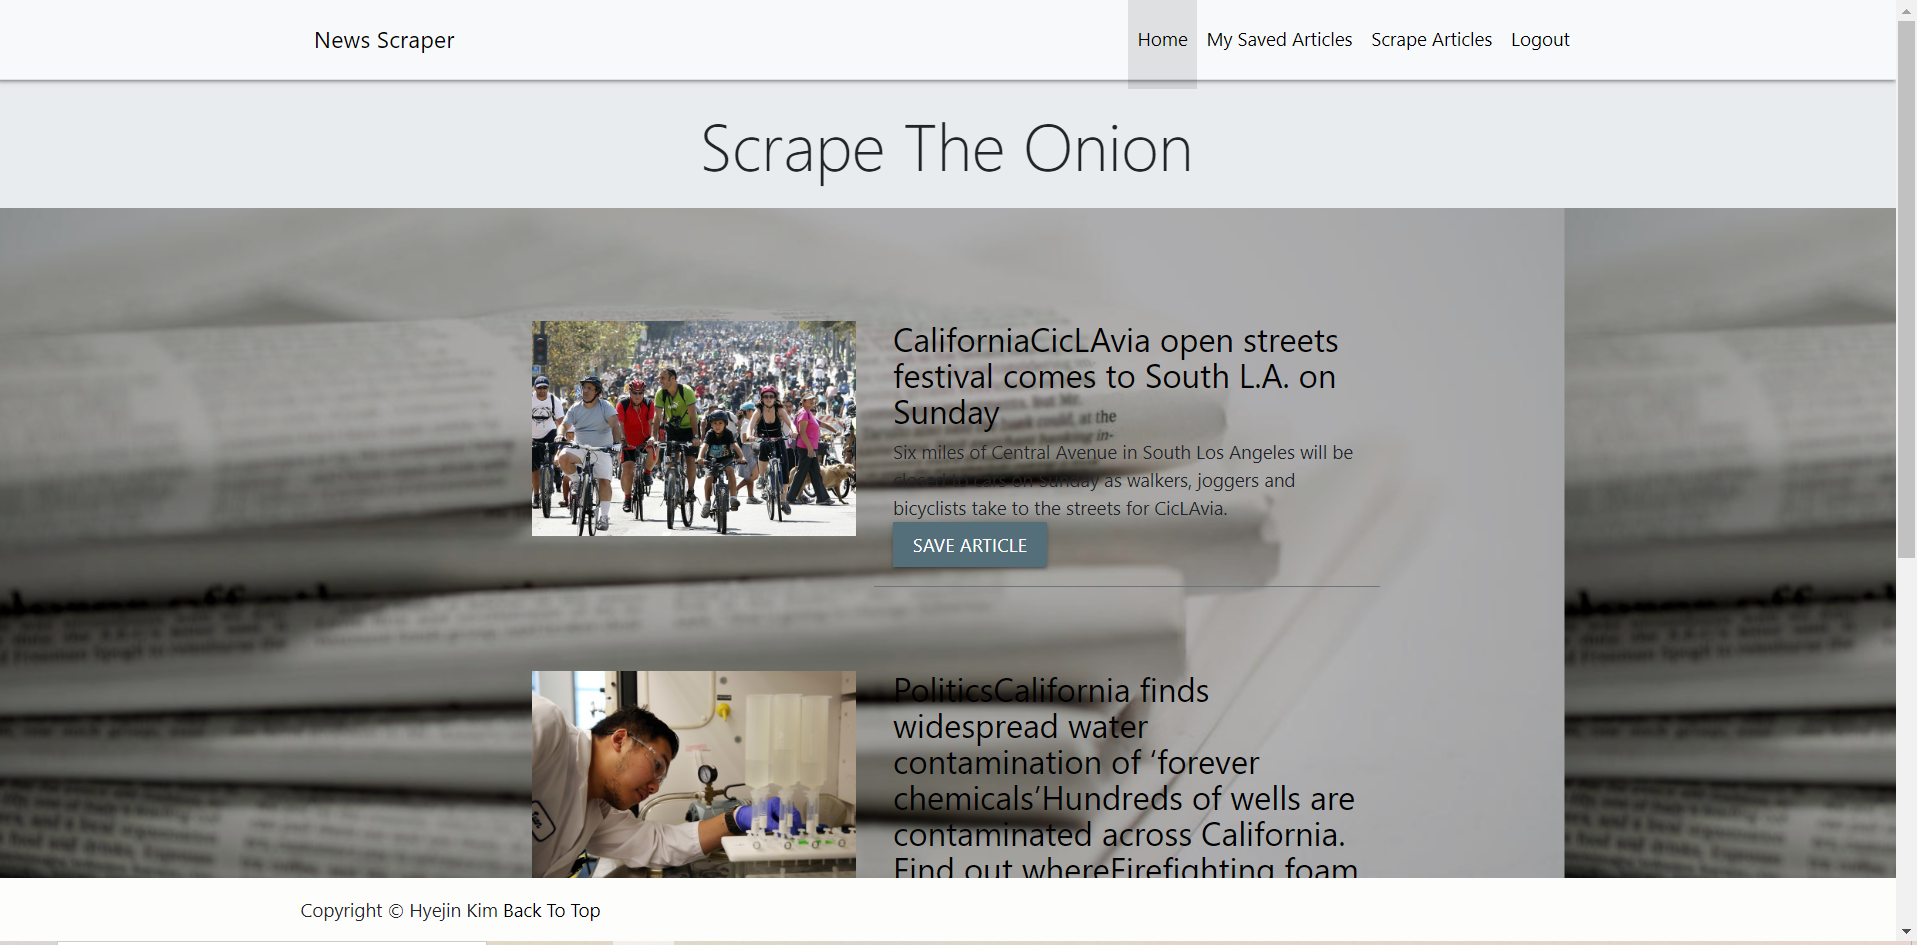 News Scraper
Home My Saved Articles Scrape Articles Logout
Scrape The Onion
CaliforniaCicLAvia open streets
festival comes to South L.A. on
Sunday
Six miles of Central Avenue in South Los Angeles will be
closed to cars on Sunday as walkers, joggers and
bicyclists take to the streets for CicLAvia.
SAVE ARTICLE
PoliticsCalifornia finds
widespread water
contamination of ‘forever
chemicals’Hundreds of wells are
contaminated across California.
Find out whereFirefighting foam
Copyright © Hyejin Kim Back To Top